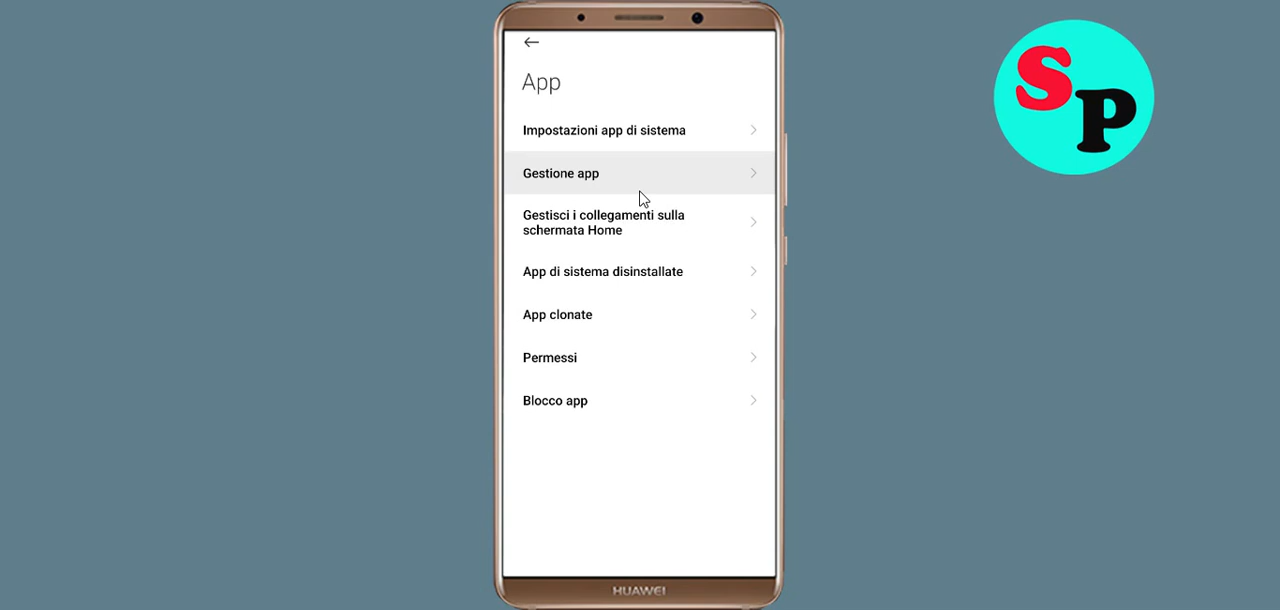 App
Impostazioni app di sistema
Gestione app
Gestisci i collegamenti sulla
schermata Home
App di sistema disinstallate
App clonate
Permessi
Blocco app
HUAWEI
SP